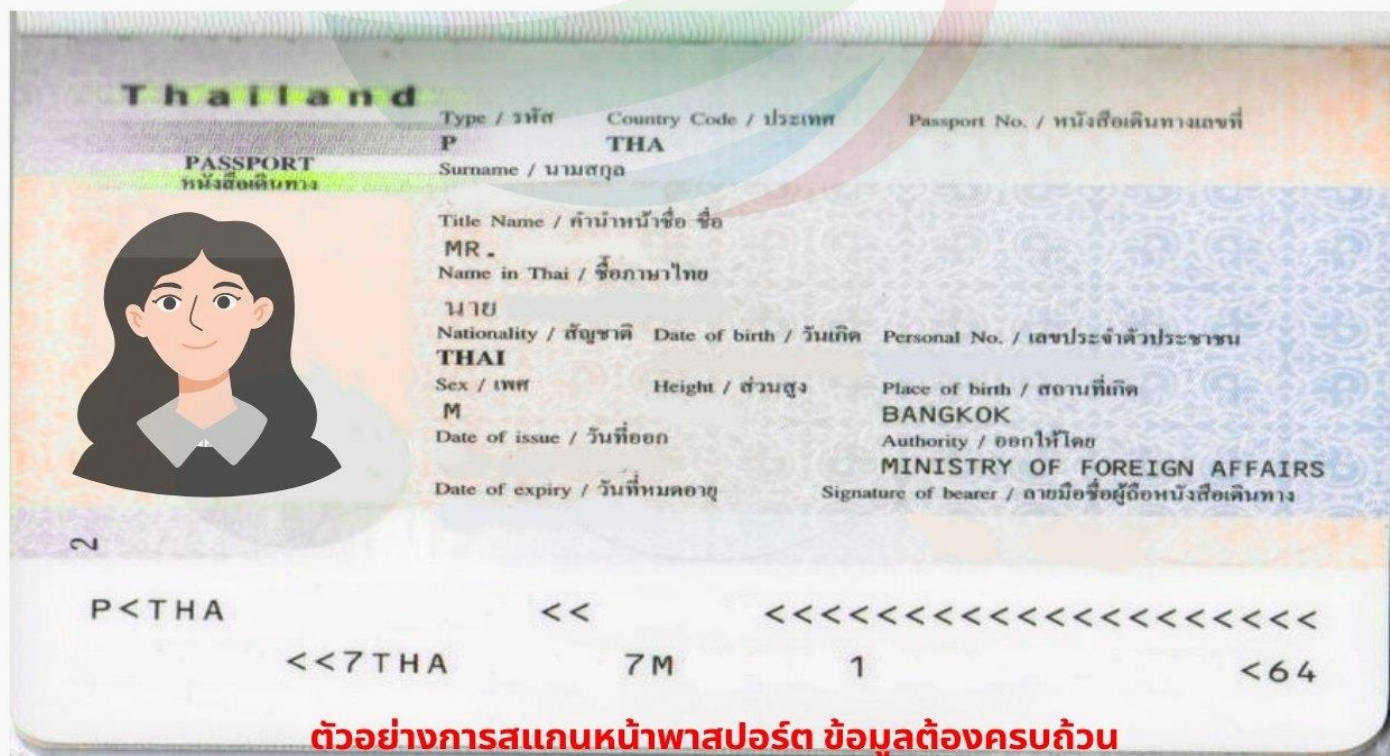 Thailand
PASSPORT
หนังสือเดินทาง
Type / รหัส Country Code / ประเทศ Passport No. / หนังสือเดินทางเลขที่
P THA
Surname / นามสกุล
Title Name / คำนำหน้าชื่อ ชื่อ
MR.
Name in Thai / ชื่อภาษาไทย
นาย
Nationality / สัญชาติ Date of birth / วันเกิด Personal No. / เลขประจำตัวประชาชน
THAI
Sex / เพศ Height / ส่วนสูง Place of birth / สถานที่เกิด
M BANGKOK
Date of issue / วันที่ออก Authority / ออกให้โดย
MINISTRY OF FOREIGN AFFAIRS
Date of expiry / วันที่หมดอายุ Signature of bearer / ลายมือชื่อผู้ถือหนังสือเดินทาง
2
P<THA << <<<<<<<<<<<<<<<<<<<<
<<7THA 7M 1 <64
ตัวอย่างการสแกนหน้าพาสปอร์ต ข้อมูลต้องครบถ้วน